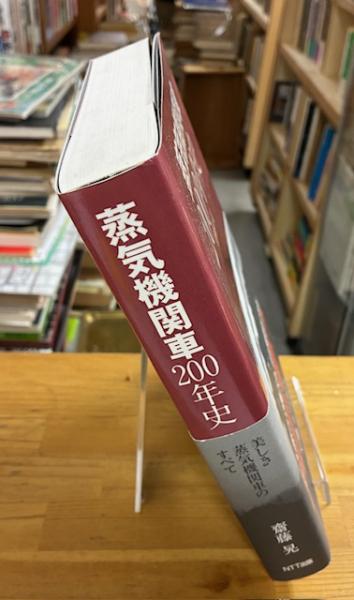 蒸気機関車200年史
美しき
蒸気機関車の
すべて
齋藤 晃
NTT出版